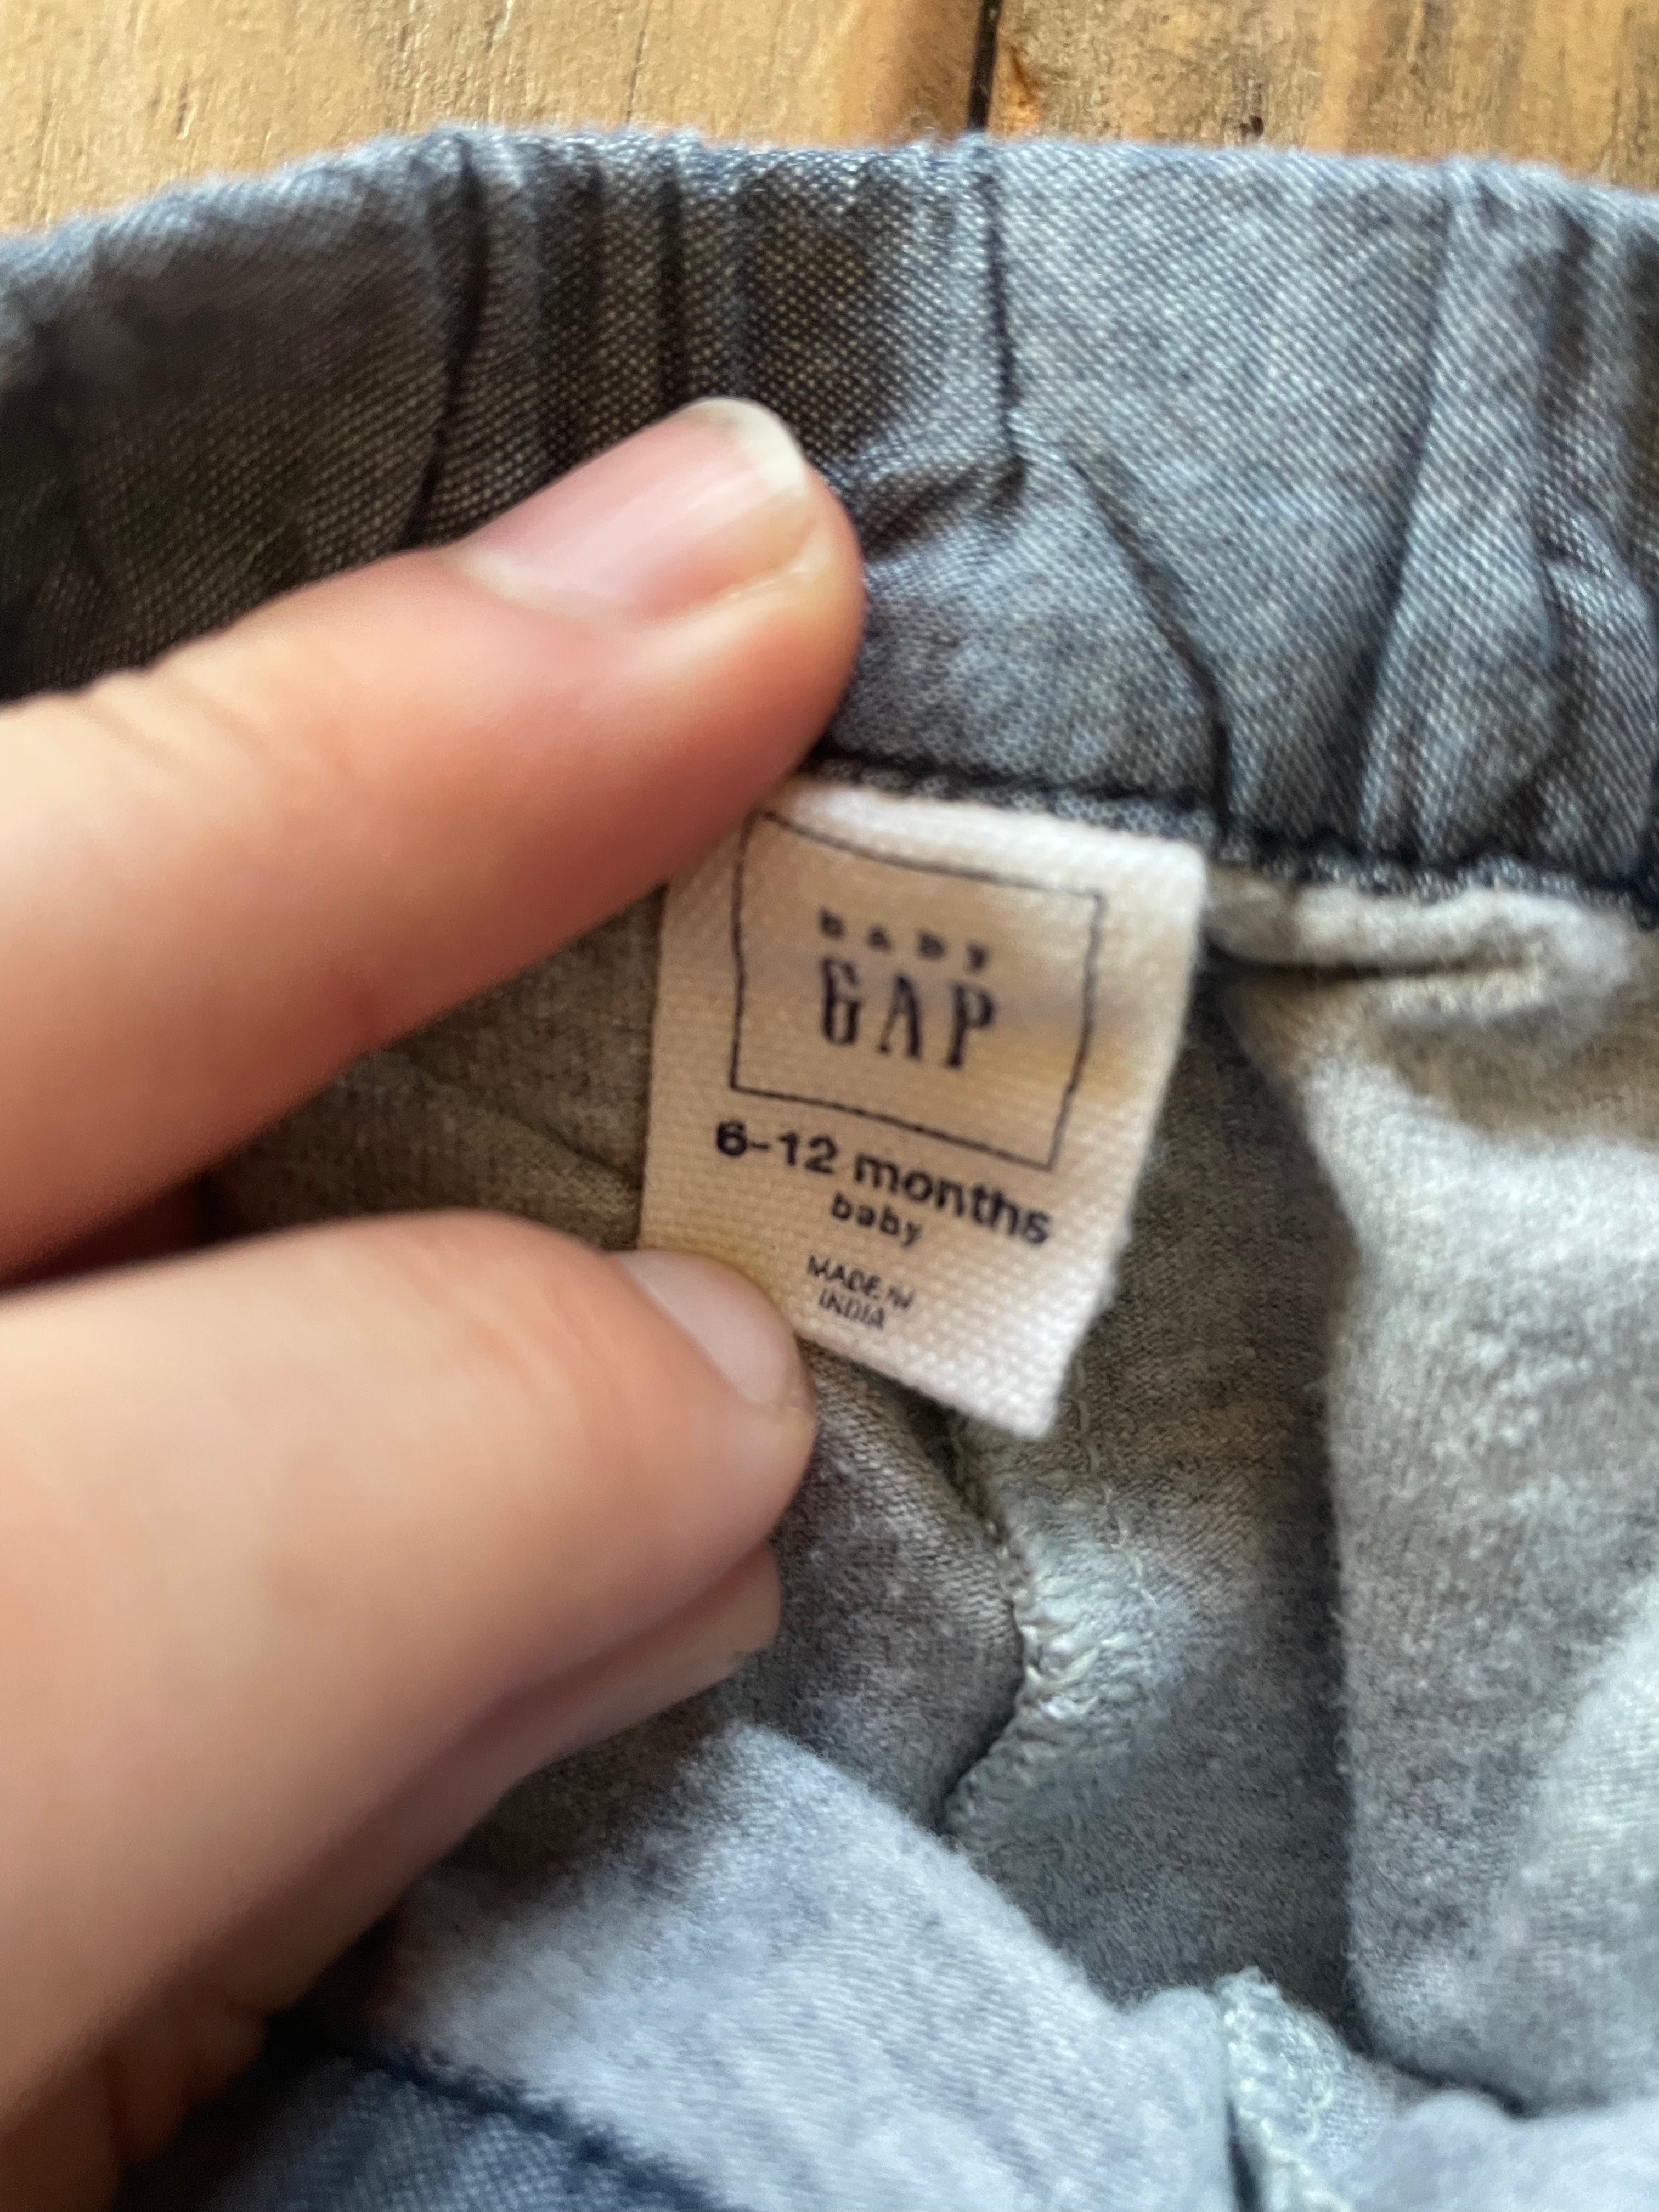 BABY
GAP
6-12 months
baby
MADE IN
INDIA